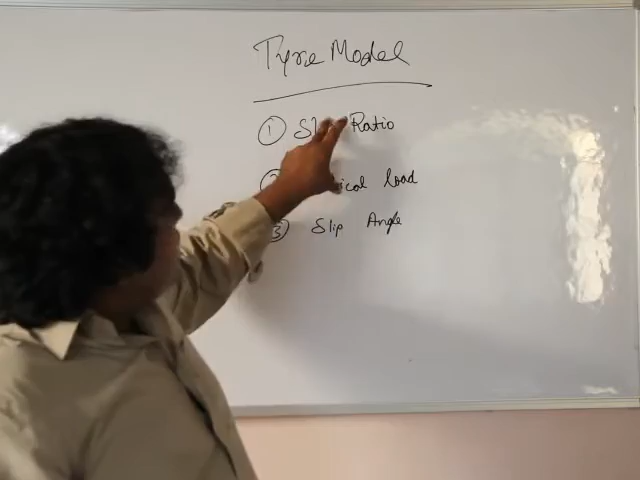 Tyre Model
① Ratio
load
③ Slip Angle